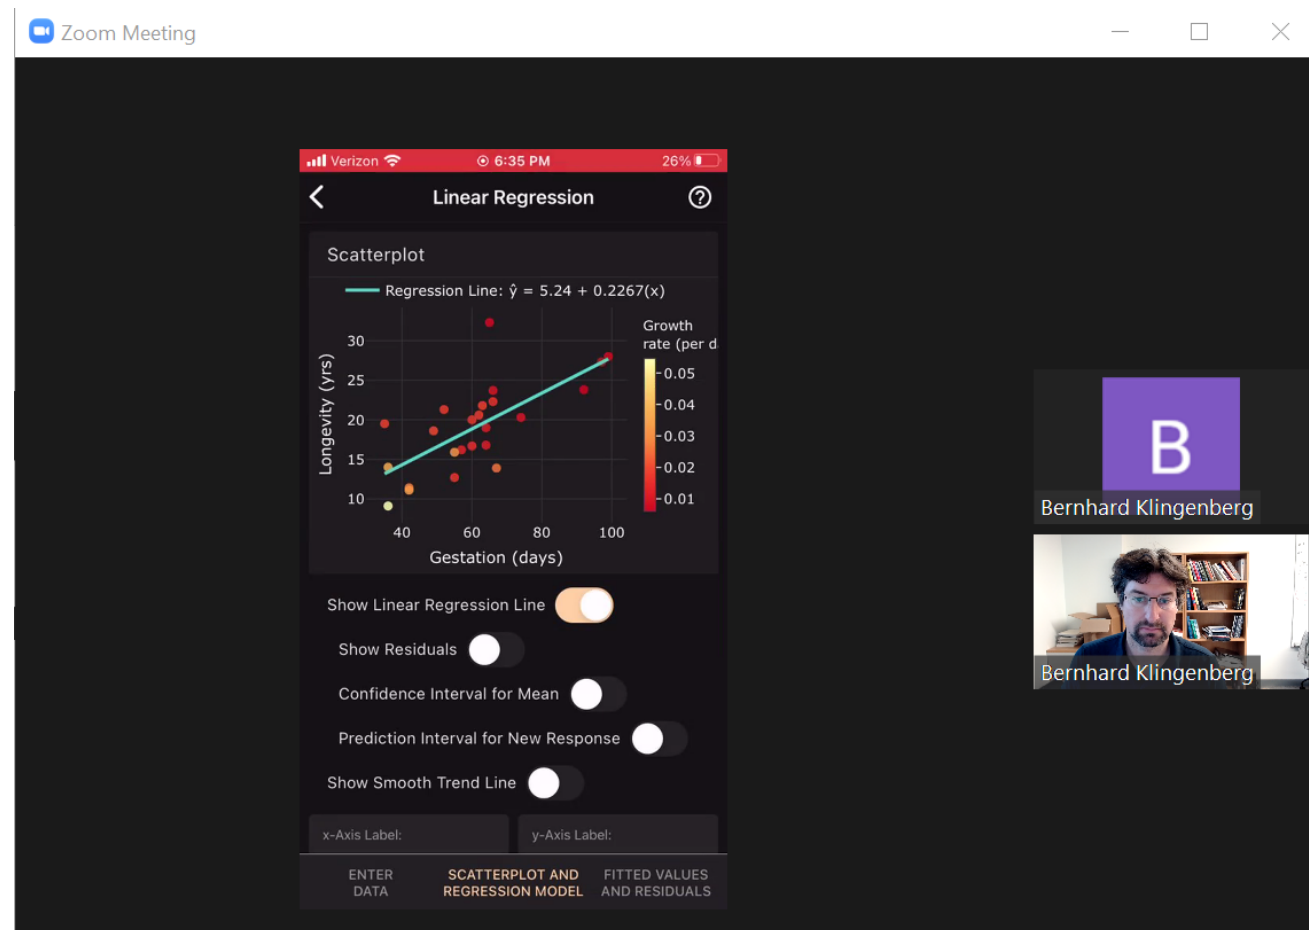 Zoom Meeting
Verizon 6:35 PM 26%
Linear Regression ?
Scatterplot
Regression Line: ŷ = 5.24 + 0.2267(x)
Growth
rate (per d
30
25
20
15
10
Longevity (yrs)
0.05
0.04
0.03
0.02
0.01
40 60 80 100
Gestation (days)
Show Linear Regression Line
Show Residuals
Confidence Interval for Mean
Prediction Interval for New Response
Show Smooth Trend Line
x-Axis Label: y-Axis Label:
ENTER
DATA
SCATTERPLOT AND
REGRESSION MODEL
FITTED VALUES
AND RESIDUALS
B
Bernhard Klingenberg
Bernhard Klingenberg